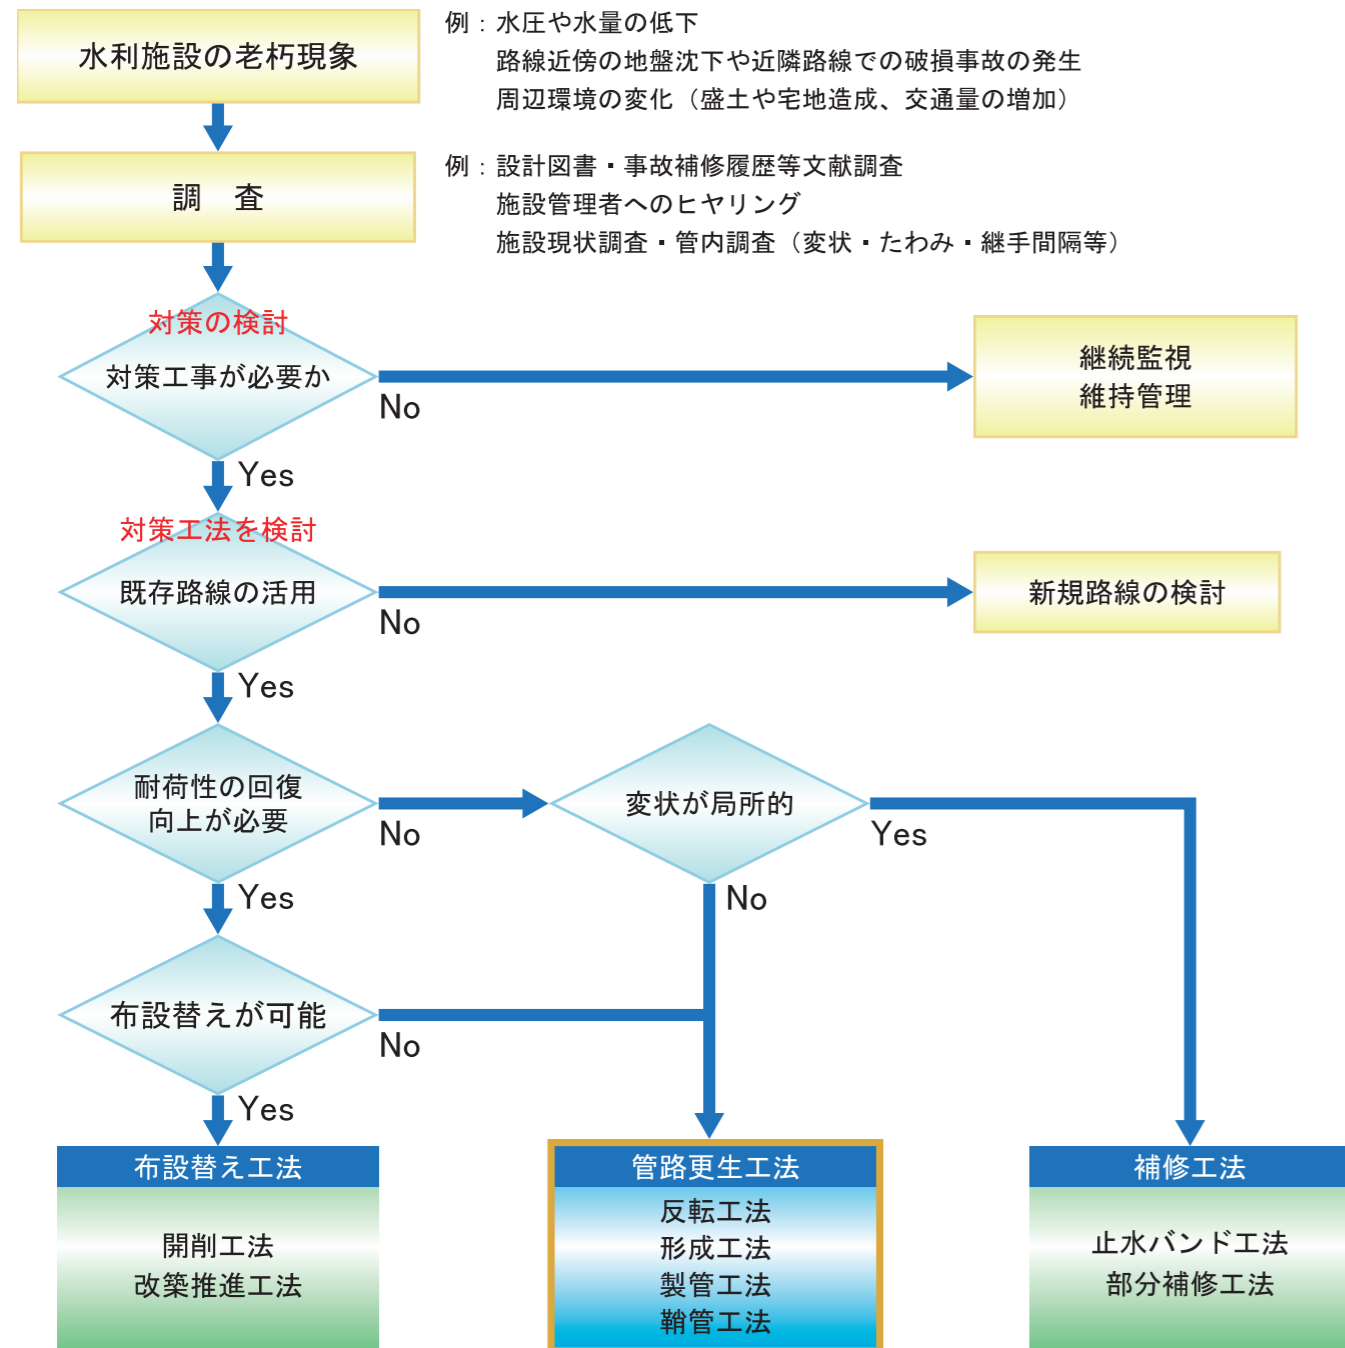 水利施設の老朽現象
例：水圧や水量の低下
路線近傍の地盤沈下や近隣路線での破損事故の発生
周辺環境の変化（盛土や宅地造成、交通量の増加）
調　査
例：設計図書・事故補修履歴等文献調査
施設管理者へのヒヤリング
施設現状調査・管内調査（変状・たわみ・継手間隔等）
対策の検討
対策工事が必要か
No
継続監視
維持管理
Yes
対策工法を検討
既存路線の活用
No
新規路線の検討
Yes
耐荷性の回復
向上が必要
No
変状が局所的
Yes
No
Yes
布設替えが可能
No
Yes
布設替え工法
開削工法
改築推進工法
管路更生工法
反転工法
形成工法
製管工法
鞘管工法
補修工法
止水バンド工法
部分補修工法